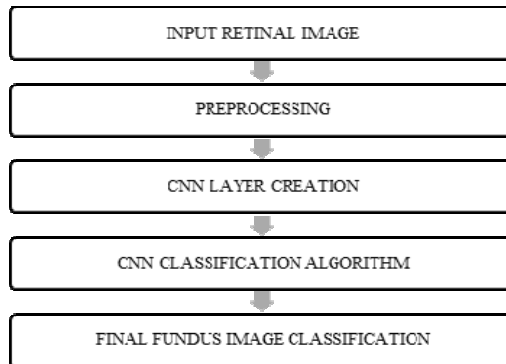 INPUT RETINAL IMAGE
PREPROCESSING
CNN LAYER CREATION
CNN CLASSIFICATION ALGORITHM
FINAL FUNDUS IMAGE CLASSIFICATION